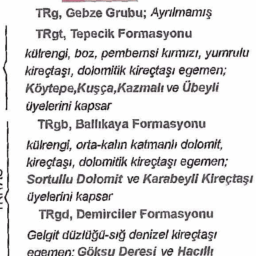 TRg, Gebze Grubu; Ayrılmamış
TRgt, Tepecik Formasyonu
külrengi, boz, pembemsi kırmızı, yumrulu
kireçtaşı, dolomitik kireçtaşı egemen;
Köytepe,Kuşça,Kazmalı ve Übeyli
üyelerini kapsar
TRgb, Ballıkaya Formasyonu
külrengi, orta-kalın katmanlı dolomit,
kireçtaşı, dolomitik kireçtaşı egemen;
Sortullu Dolomit ve Karabeyli Kireçtaşı
üyelerini kapsar
TRgd, Demirciler Formasyonu
Gelgit düzlüğü-sığ denizel kireçtaşı
egemen; Göksu Deresi ve Hacıllı